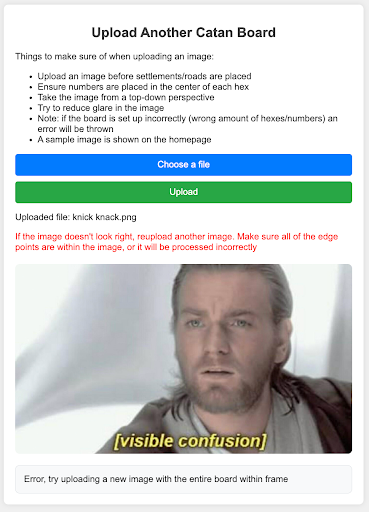 Upload Another Catan Board
Things to make sure of when uploading an image:
• Upload an image before settlements/roads are placed
• Ensure numbers are placed in the center of each hex
• Take the image from a top-down perspective
• Try to reduce glare in the image
• Note: if the board is set up incorrectly (wrong amount of hexes/numbers) an
error will be thrown
• A sample image is shown on the homepage
Choose a file
Upload
Uploaded file: knick knack.png
If the image doesn't look right, reupload another image. Make sure all of the edge
points are within the image, or it will be processed incorrectly
[visible confusion]
Error, try uploading a new image with the entire board within frame